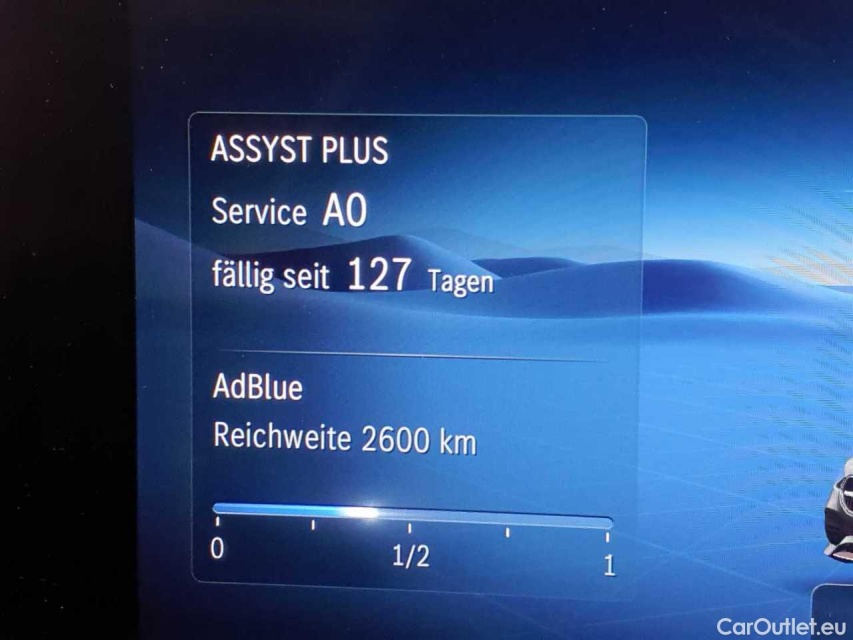 ASSYST PLUS
Service A0
fällig seit 127 Tagen
AdBlue
Reichweite 2600 km
0 1/2 1
CarOutlet.eu